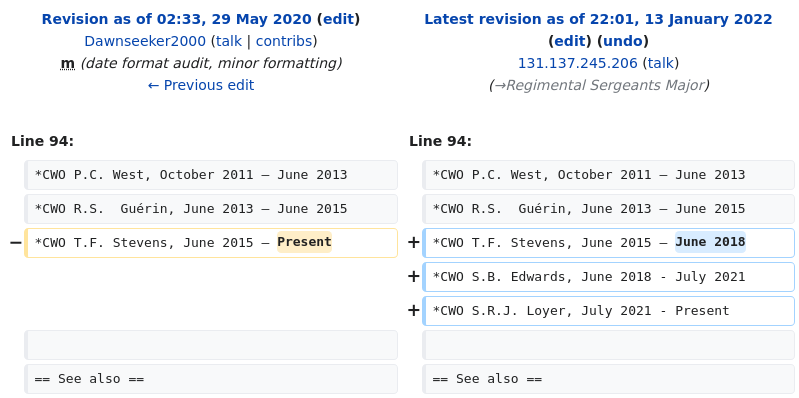 Revision as of 02:33, 29 May 2020 (edit)
Dawnseeker2000 (talk | contribs)
m (date format audit, minor formatting)
← Previous edit
Latest revision as of 22:01, 13 January 2022
(edit) (undo)
131.137.245.206 (talk)
(→Regimental Sergeants Major)
Line 94:
Line 94:
*CWO P.C. West, October 2011 – June 2013
*CWO P.C. West, October 2011 – June 2013
*CWO R.S.  Guérin, June 2013 – June 2015
*CWO R.S.  Guérin, June 2013 – June 2015
− *CWO T.F. Stevens, June 2015 – Present
+ *CWO T.F. Stevens, June 2015 – June 2018
+ *CWO S.B. Edwards, June 2018 - July 2021
+ *CWO S.R.J. Loyer, July 2021 - Present
== See also ==
== See also ==